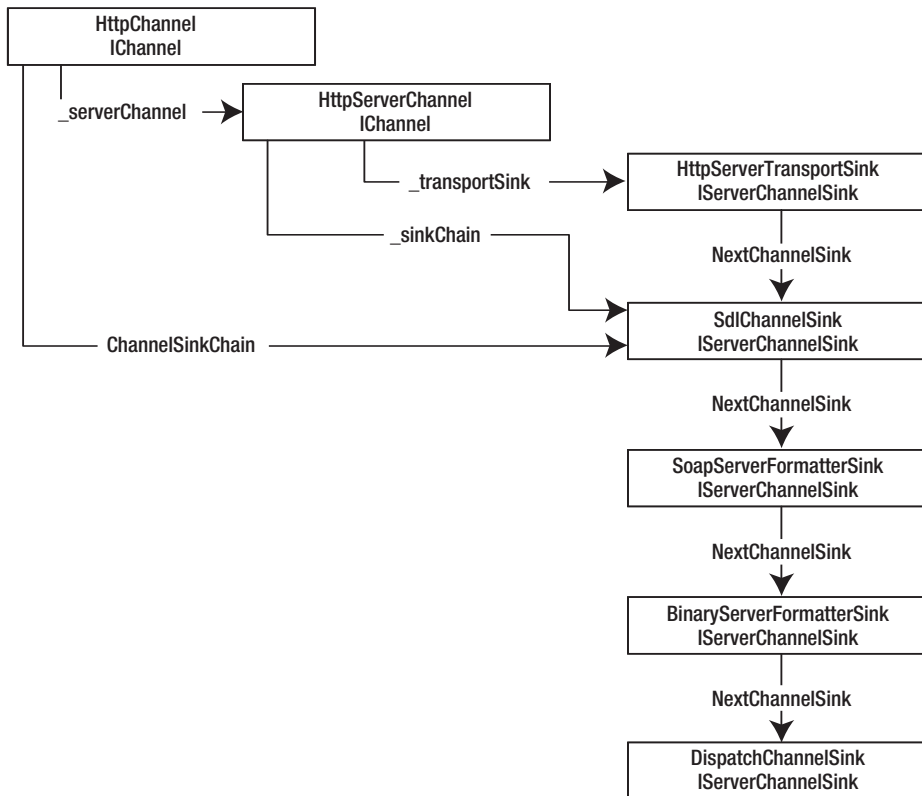 HttpChannel
IChannel
_serverChannel
HttpServerChannel
IChannel
_transportSink
HttpServerTransportSink
IServerChannelSink
_sinkChain
NextChannelSink
SdlChannelSink
IServerChannelSink
ChannelSinkChain
NextChannelSink
SoapServerFormatterSink
IServerChannelSink
NextChannelSink
BinaryServerFormatterSink
IServerChannelSink
NextChannelSink
DispatchChannelSink
IServerChannelSink